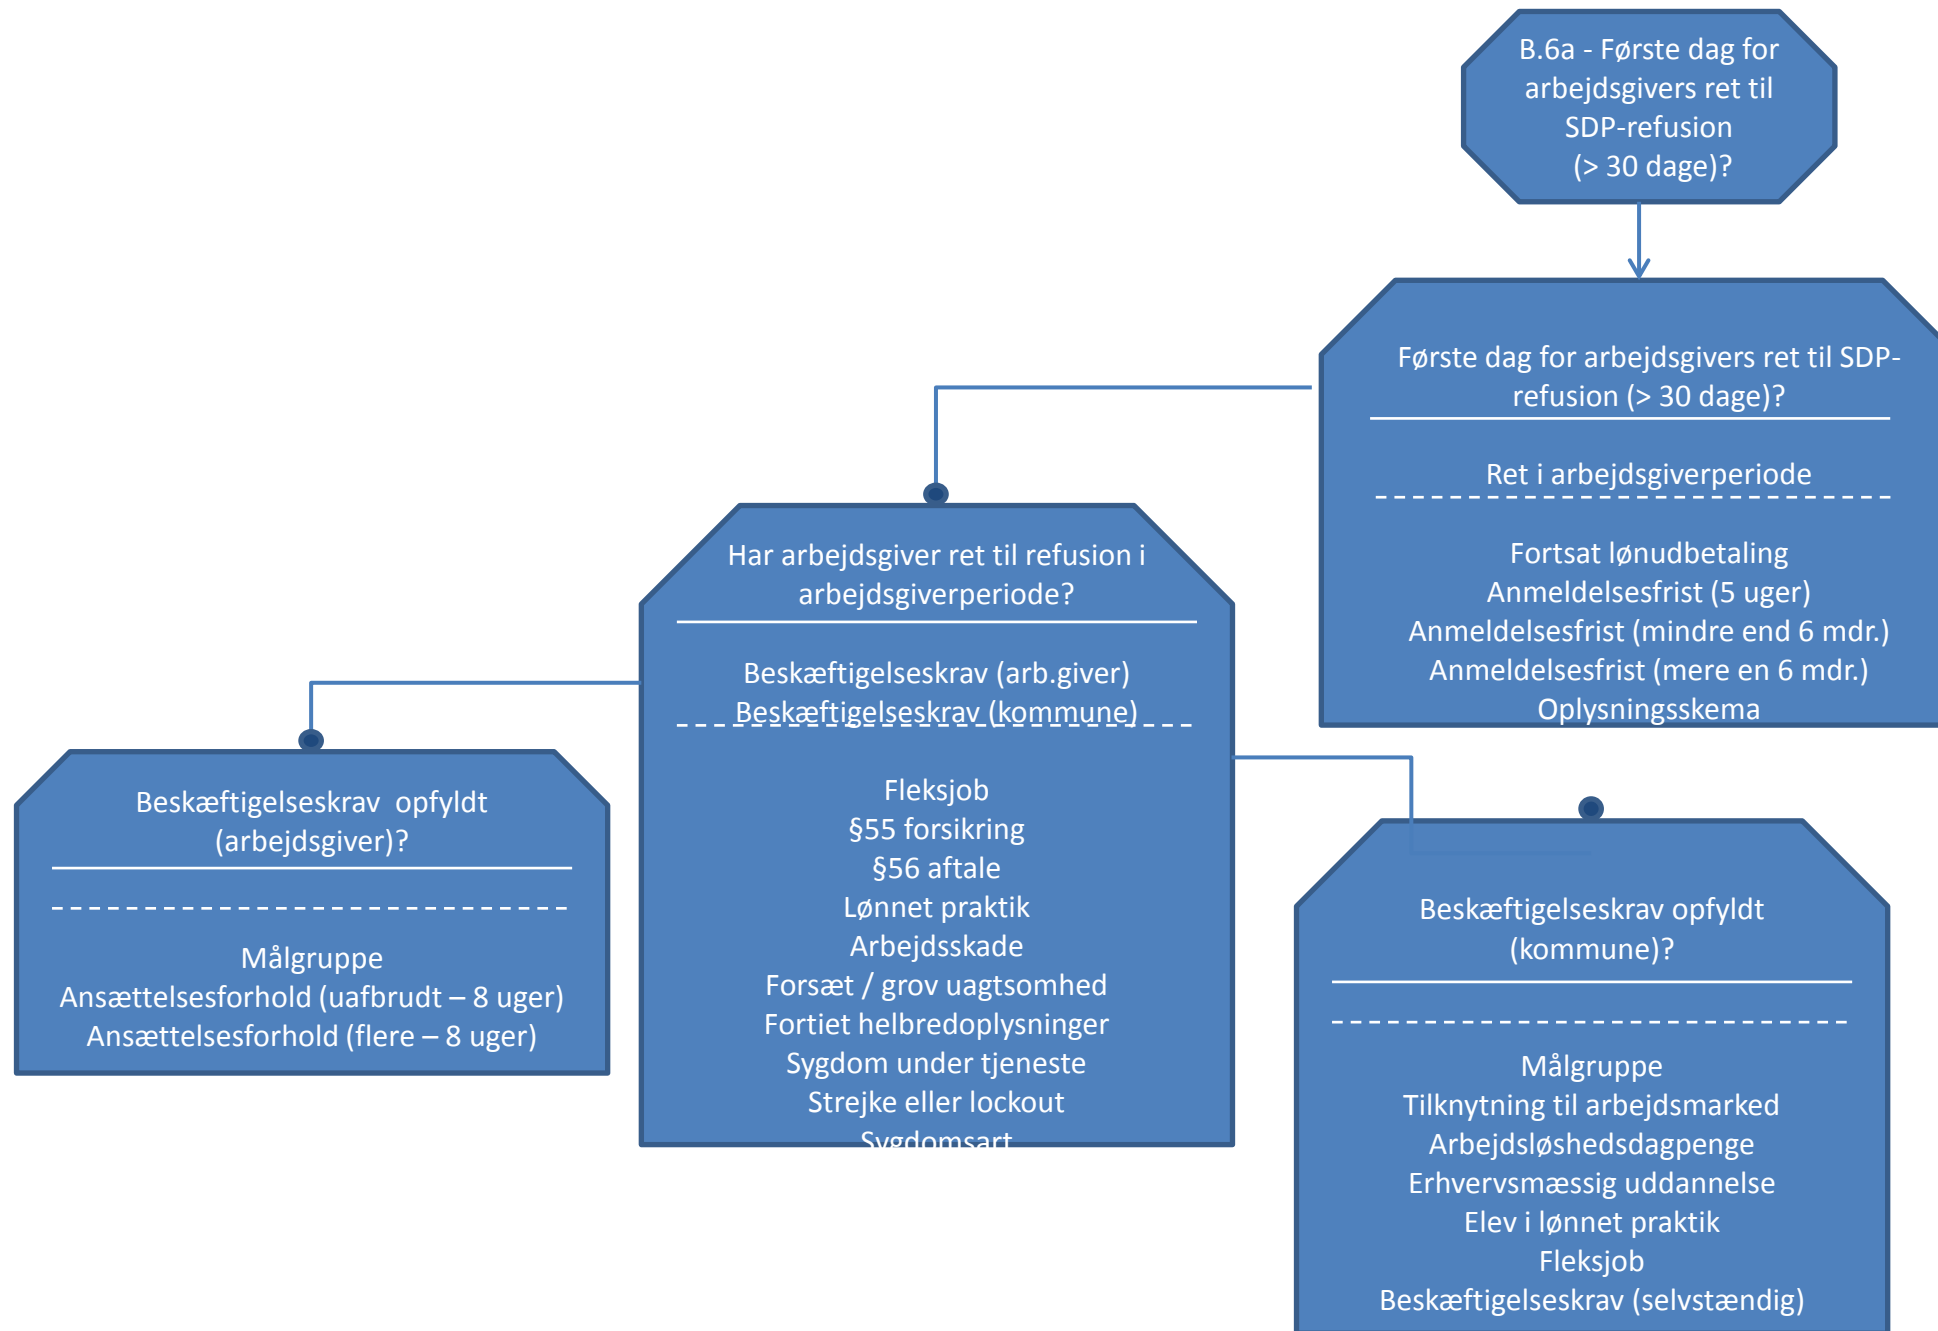 B.6a - Første dag for
arbejdsgivers ret til
SDP-refusion
(> 30 dage)?
Første dag for arbejdsgivers ret til SDP-
refusion (> 30 dage)?
Ret i arbejdsgiverperiode
Fortsat lønudbetaling
Anmeldelsesfrist (5 uger)
Anmeldelsesfrist (mindre end 6 mdr.)
Anmeldelsesfrist (mere en 6 mdr.)
Oplysningsskema
Har arbejdsgiver ret til refusion i
arbejdsgiverperiode?
Beskæftigelseskrav (arb.giver)
Beskæftigelseskrav (kommune)
Fleksjob
§55 forsikring
§56 aftale
Lønnet praktik
Arbejdsskade
Forsæt / grov uagtsomhed
Fortiet helbredoplysninger
Sygdom under tjeneste
Strejke eller lockout
Sygdomsart
Beskæftigelseskrav  opfyldt
(arbejdsgiver)?
Målgruppe
Ansættelsesforhold (uafbrudt – 8 uger)
Ansættelsesforhold (flere – 8 uger)
Beskæftigelseskrav opfyldt
(kommune)?
Målgruppe
Tilknytning til arbejdsmarked
Arbejdsløshedsdagpenge
Erhvervsmæssig uddannelse
Elev i lønnet praktik
Fleksjob
Beskæftigelseskrav (selvstændig)